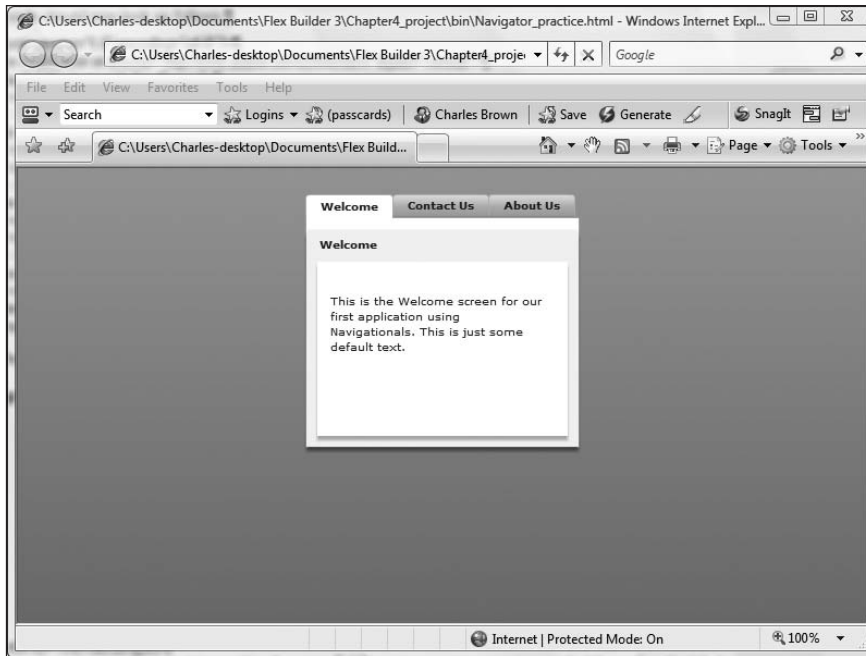 C:\Users\Charles-desktop\Documents\Flex Builder 3\Chapter4_project\bin\Navigator_practice.html - Windows Internet Expl...
C:\Users\Charles-desktop\Documents\Flex Builder 3\Chapter4_proje
Google
File Edit View Favorites Tools Help
Search Logins (passcards) Charles Brown Save Generate SnagIt
C:\Users\Charles-desktop\Documents\Flex Build... Page Tools »
Welcome Contact Us About Us
Welcome
This is the Welcome screen for our
first application using
Navigationals. This is just some
default text.
Internet | Protected Mode: On 100%